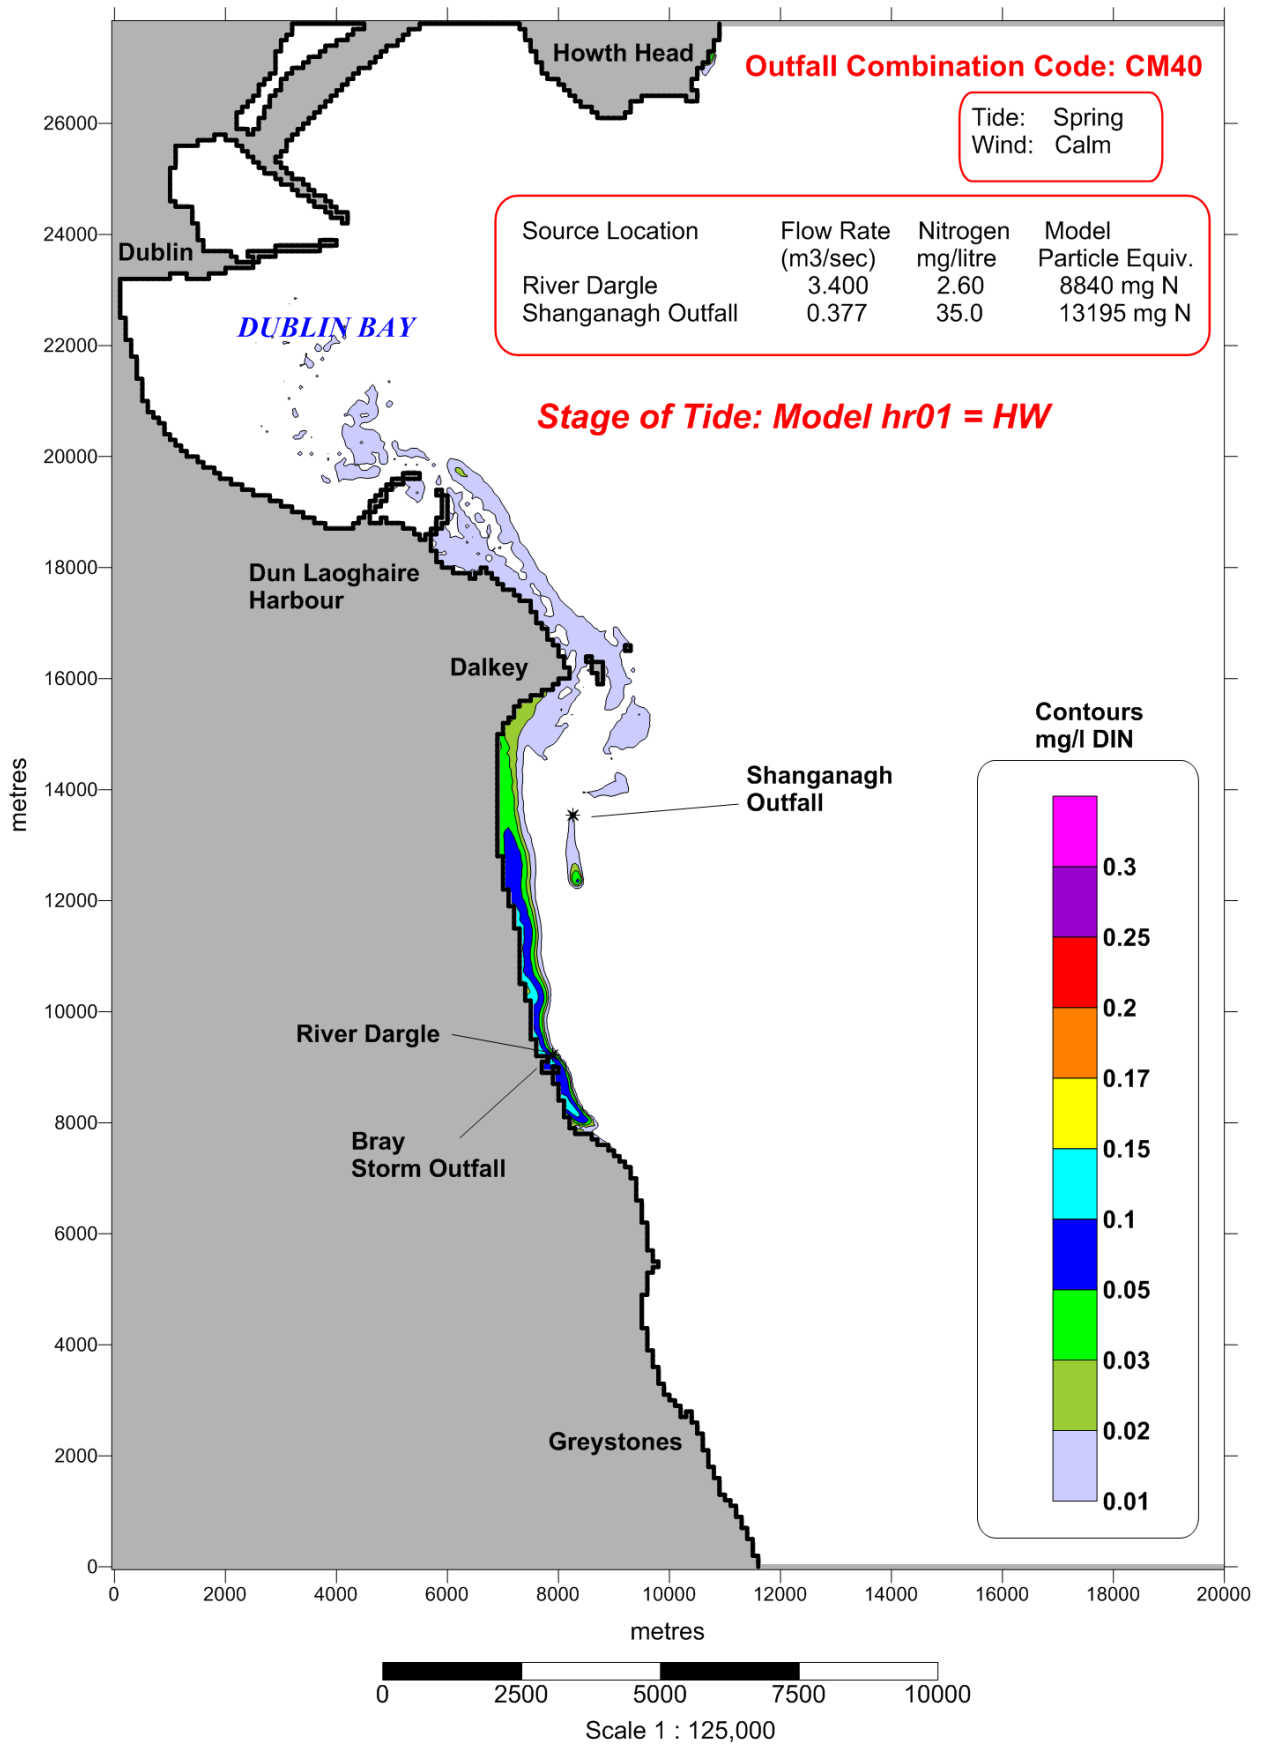 Howth Head
Outfall Combination Code: CM40
Tide: Spring
Wind: Calm
Source Location Flow Rate Nitrogen Model
(m3/sec) mg/litre Particle Equiv.
River Dargle 3.400 2.60 8840 mg N
Shanganagh Outfall 0.377 35.0 13195 mg N
Dublin
DUBLIN BAY
Stage of Tide: Model hr01 = HW
Dun Laoghaire
Harbour
Dalkey
Shanganagh
Outfall
River Dargle
Bray
Storm Outfall
Greystones
Contours
mg/l DIN
0.3
0.25
0.2
0.17
0.15
0.1
0.05
0.03
0.02
0.01
metres
26000
24000
22000
20000
18000
16000
14000
12000
10000
8000
6000
4000
2000
0
0 2000 4000 6000 8000 10000 12000 14000 16000 18000 20000
metres
0 2500 5000 7500 10000
Scale 1 : 125,000